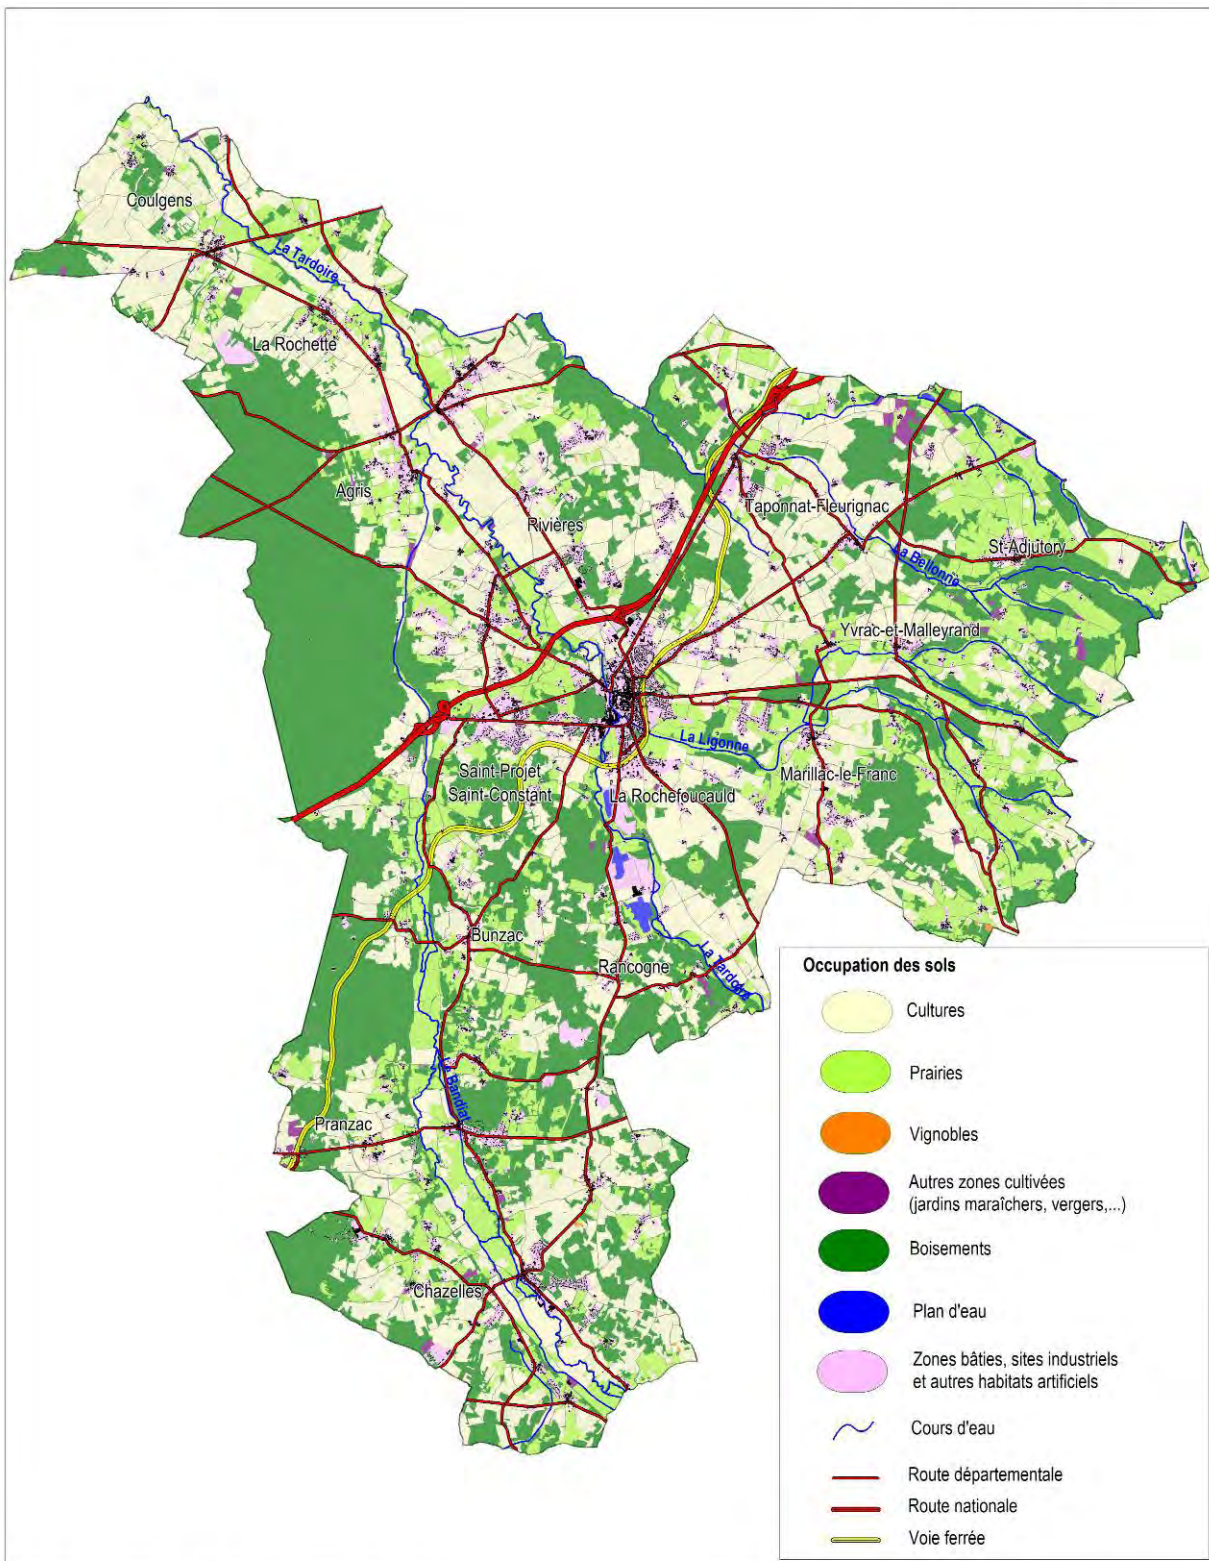 Coulgens
La Tardoire
La Rochette
Agris
Rivières
Taponnat-Fleurignac
St-Adjutory
La Bellonne
Yvrac-et-Malleyrand
La Ligonne
Saint-Projet
Saint-Constant
La Rochefoucauld
Marillac-le-Franc
Bunzac
Rancogne
La Tardoire
Le Bandiat
Pranzac
Chazelles
Occupation des sols
Cultures
Prairies
Vignobles
Autres zones cultivées
(jardins maraîchers, vergers,...)
Boisements
Plan d'eau
Zones bâties, sites industriels
et autres habitats artificiels
Cours d'eau
Route départementale
Route nationale
Voie ferrée